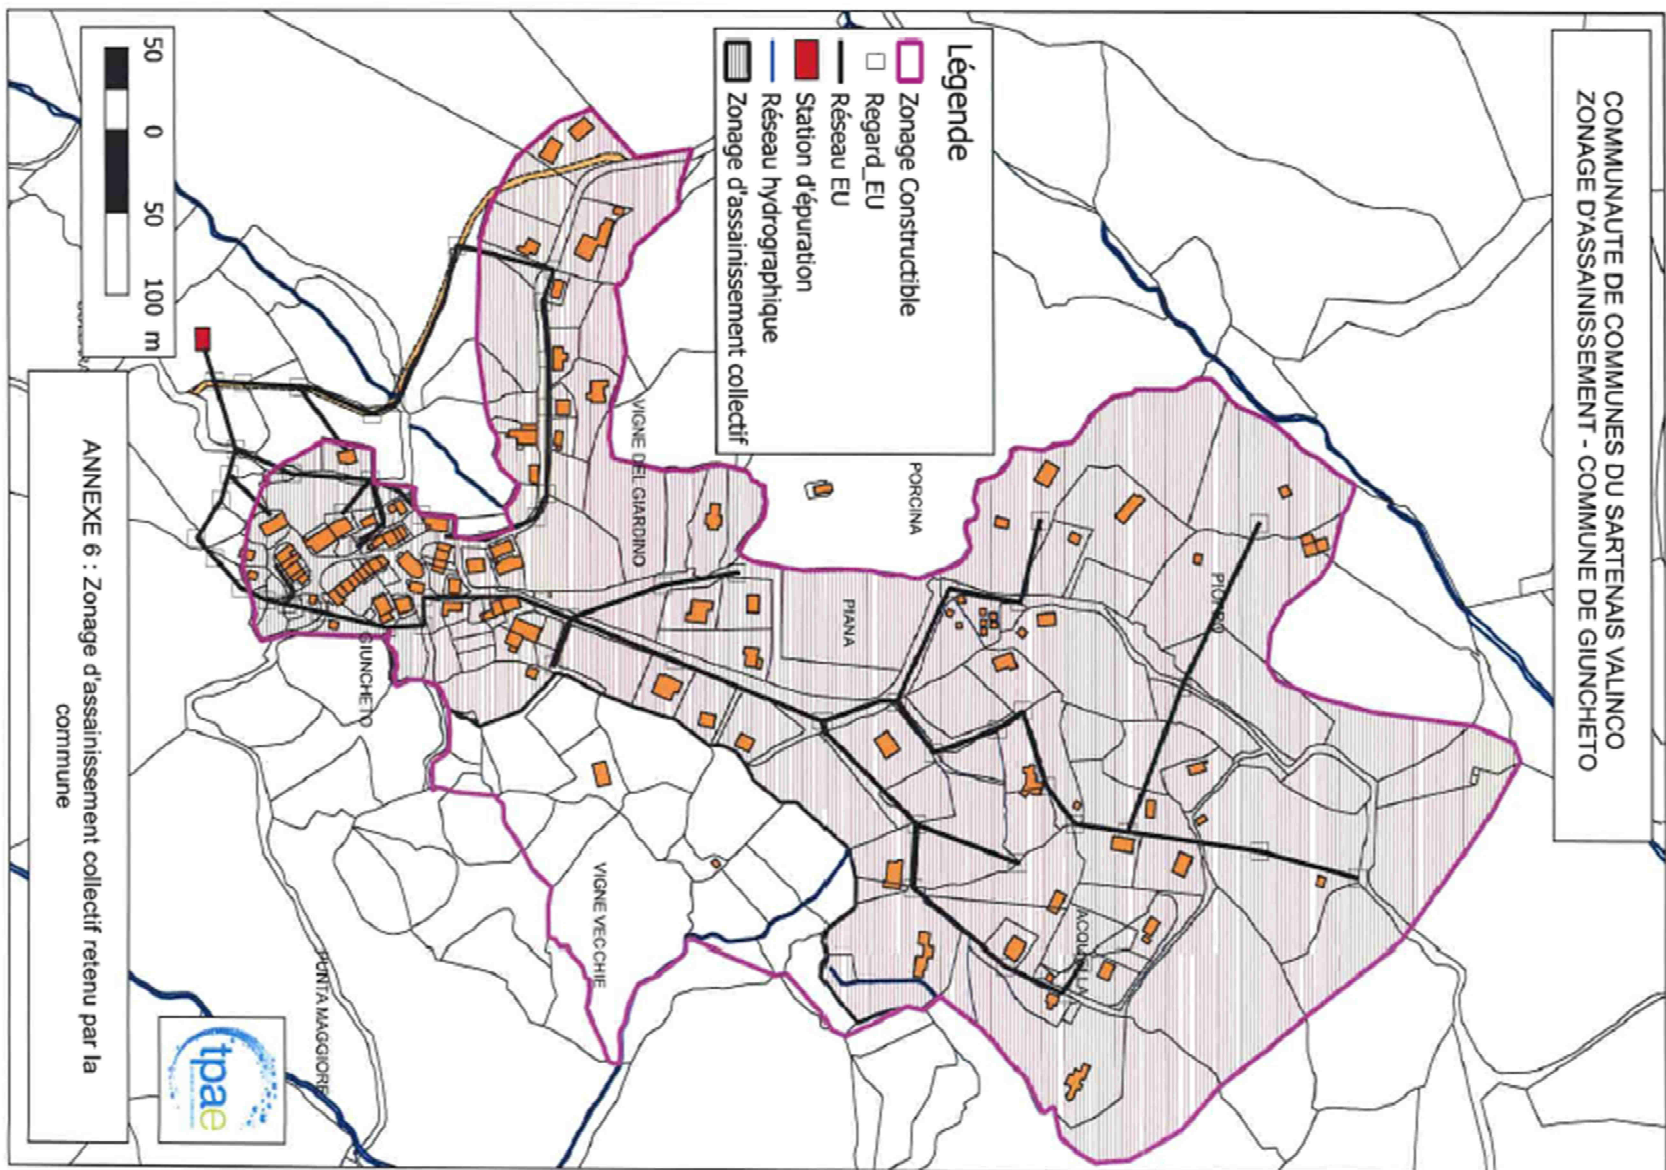 COMMUNAUTE DE COMMUNES DU SARTENAIS VALINCO
ZONAGE D'ASSAINISSEMENT - COMMUNE DE GIUNCHETO
Légende
Zonage Constructible
Regard_EU
Réseau EU
Station d'épuration
Réseau hydrographique
Zonage d'assainissement collectif
PORCINA
VIGNE DEL GIARDINO
PIANA
GIUNCHETO
VIGNE VECCHIE
PUNTA MAGGIORE
50 0 50 100 m
ANNEXE 6 : Zonage d'assainissement collectif retenu par la
commune
tpae